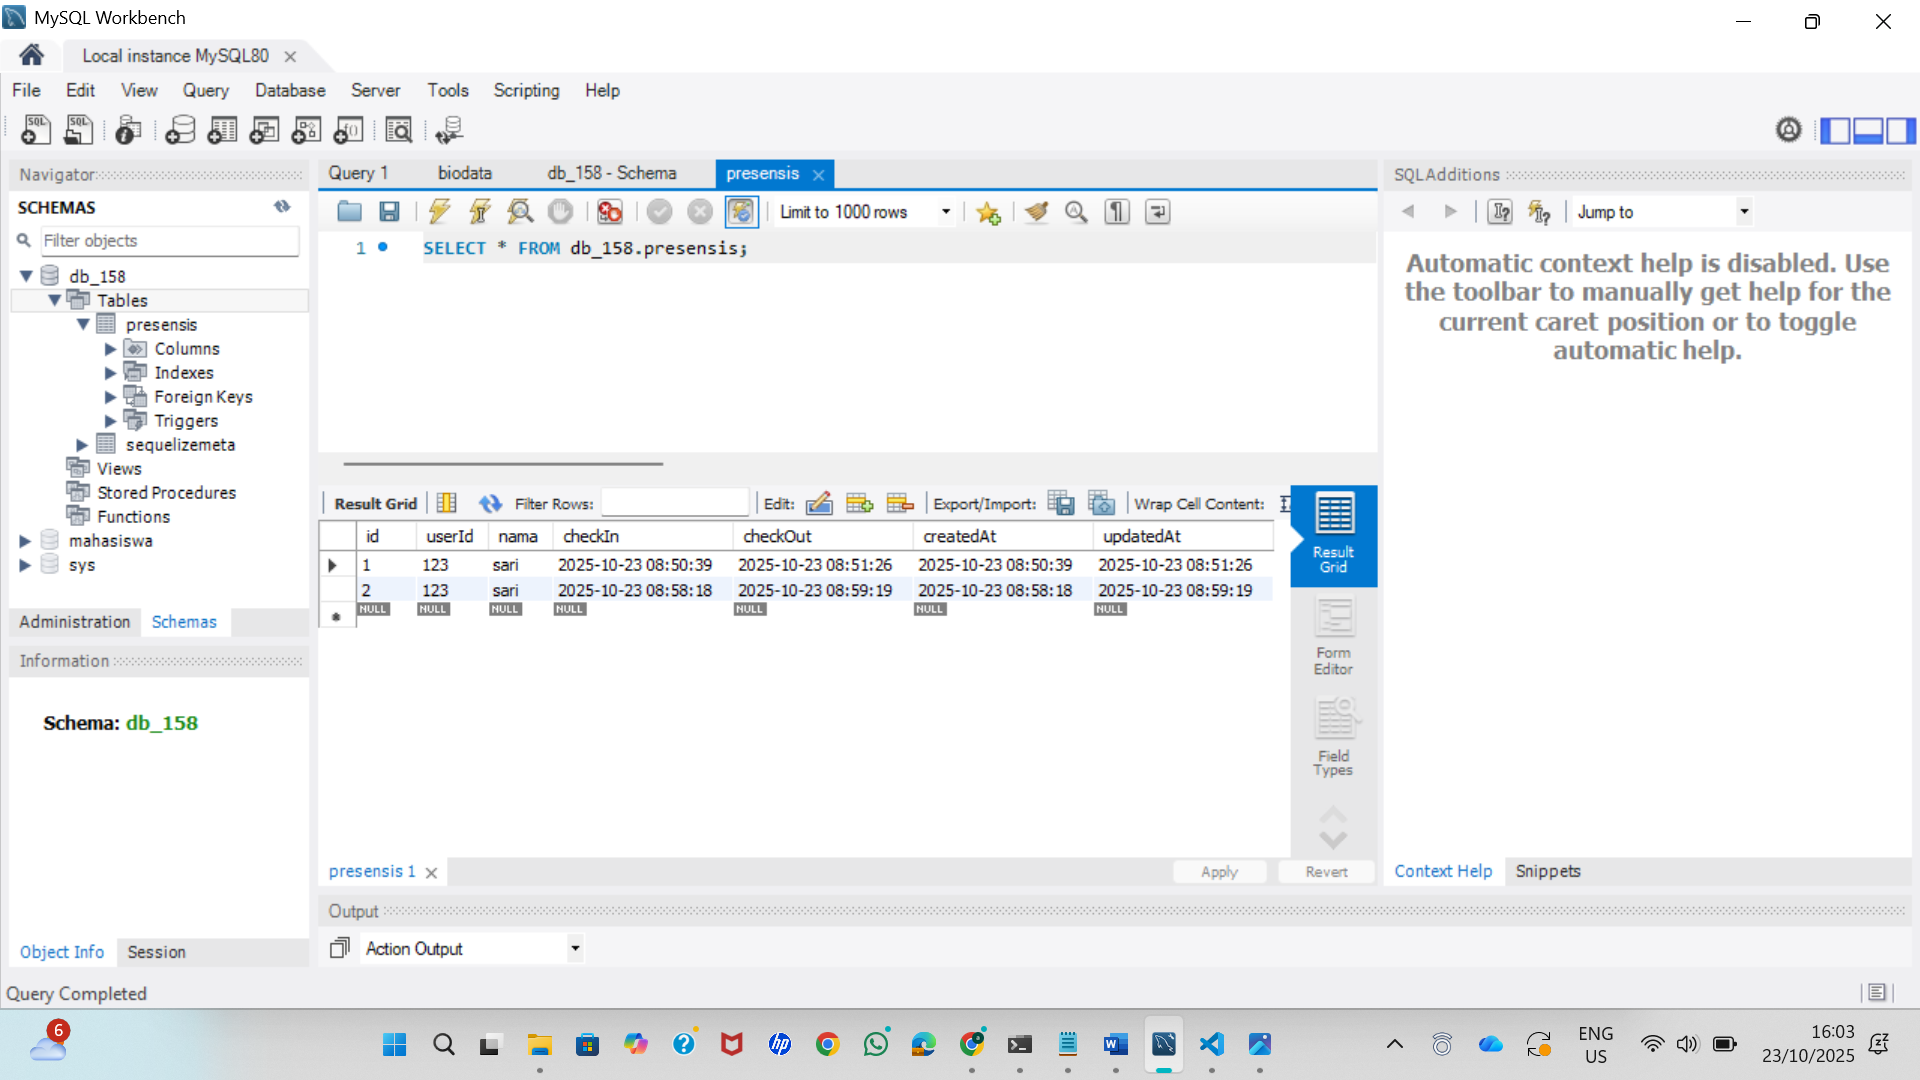 MySQL Workbench
Local instance MySQL80
File Edit View Query Database Server Tools Scripting Help
Navigator
SCHEMAS
Filter objects
db_158
Tables
presensis
Columns
Indexes
Foreign Keys
Triggers
sequelizemeta
Views
Stored Procedures
Functions
mahasiswa
sys
Administration Schemas
Information
Schema: db_158
Object Info Session
Query 1 biodata db_158 - Schema presensis
Limit to 1000 rows
1 SELECT * FROM db_158.presensis;
Result Grid Filter Rows: Edit: Export/Import: Wrap Cell Content:
id userId nama checkIn checkOut createdAt updatedAt
1 123 sari 2025-10-23 08:50:39 2025-10-23 08:51:26 2025-10-23 08:50:39 2025-10-23 08:51:26
2 123 sari 2025-10-23 08:58:18 2025-10-23 08:59:19 2025-10-23 08:58:18 2025-10-23 08:59:19
NULL NULL NULL NULL NULL NULL NULL
Result
Grid
Form
Editor
Field
Types
presensis 1
Apply Revert
SQLAdditions
Jump to
Automatic context help is disabled. Use
the toolbar to manually get help for the
current caret position or to toggle
automatic help.
Context Help Snippets
Output
Action Output
Query Completed
6
ENG
US
16:03
23/10/2025